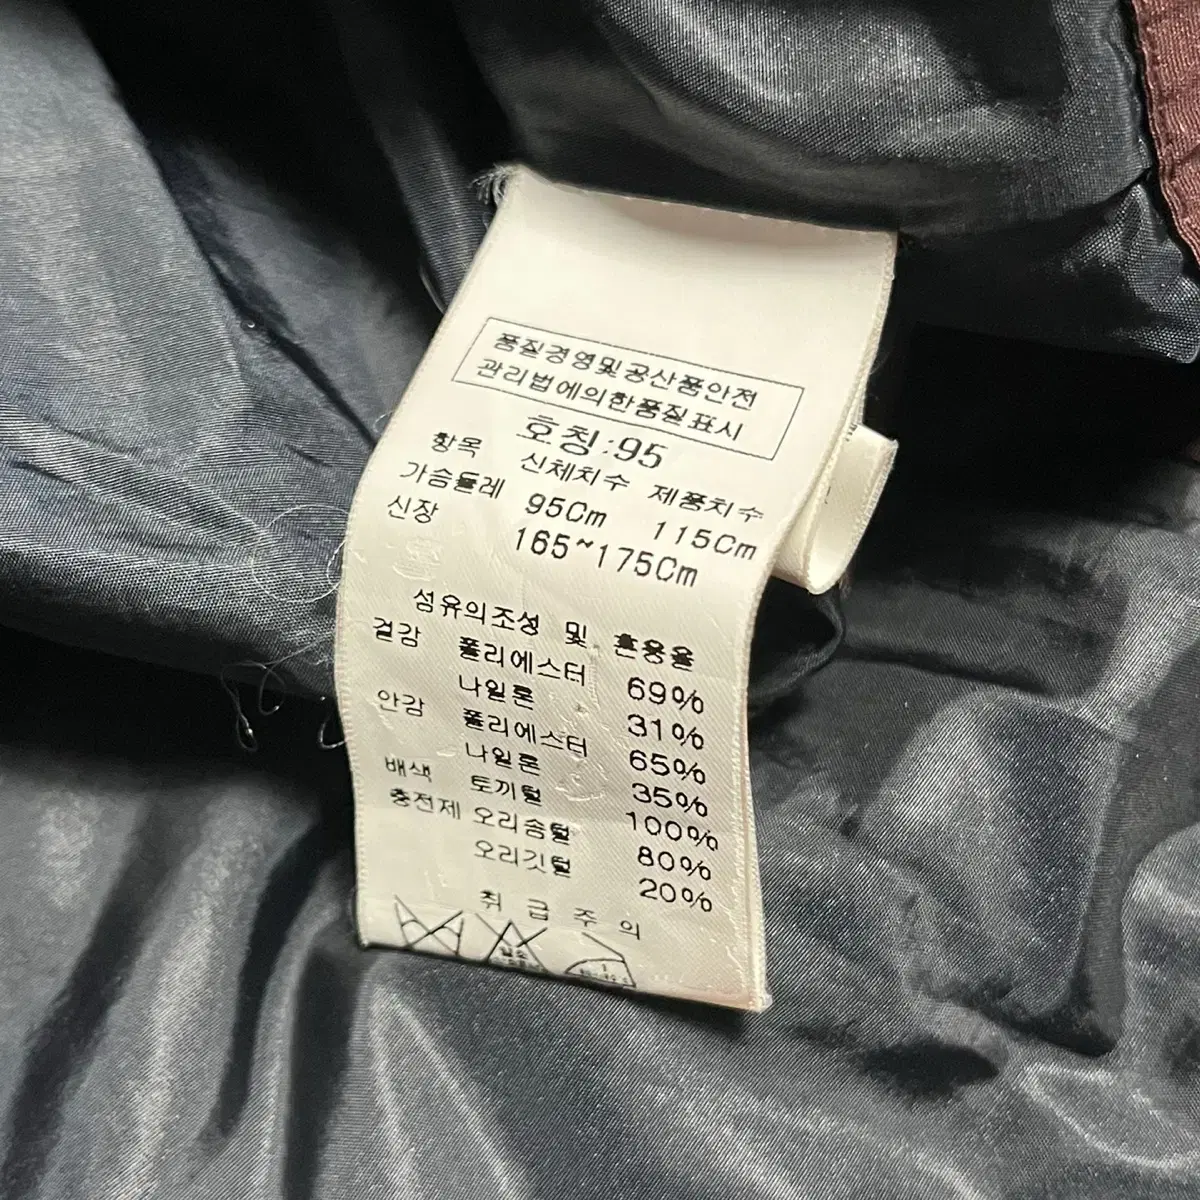 품질경영및공산품안전
관리법에의한품질표시
호칭:95
항목 신체치수 제품치수
가슴둘레 95Cm 115Cm
신장 165~175Cm
섬유의조성 및 혼용율
겉감 폴리에스터 69%
나일론 31%
안감 폴리에스터 65%
나일론 35%
배색 토끼털 100%
충전제 오리솜털 80%
오리깃털 20%
취급주의